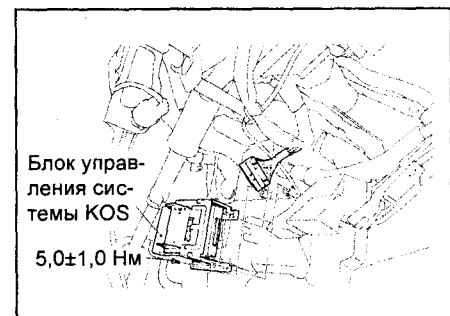 Блок управ-
ления сис-
темы KOS
5,0±1,0 Нм